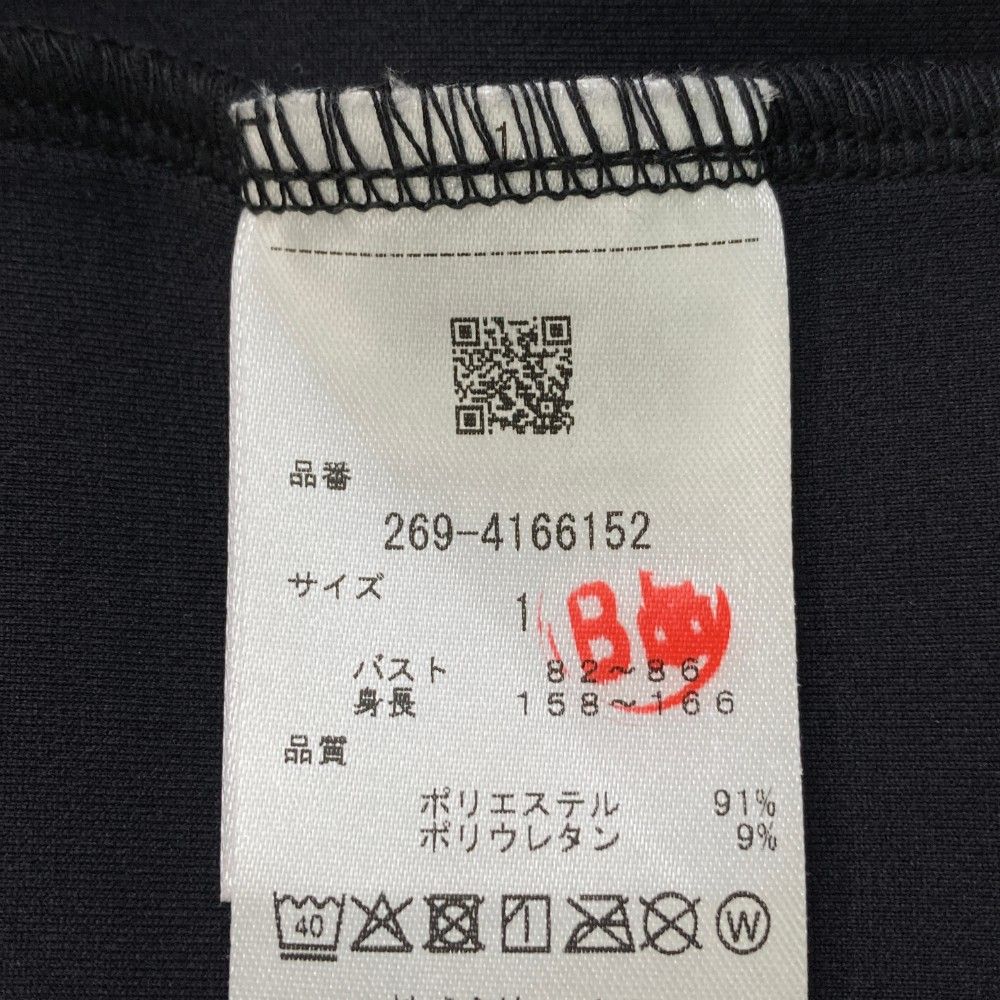 1
品番
269-4166152
サイズ
1
B
バスト 82~86
身長 158~166
品質
ポリエステル 91%
ポリウレタン 9%
40
W